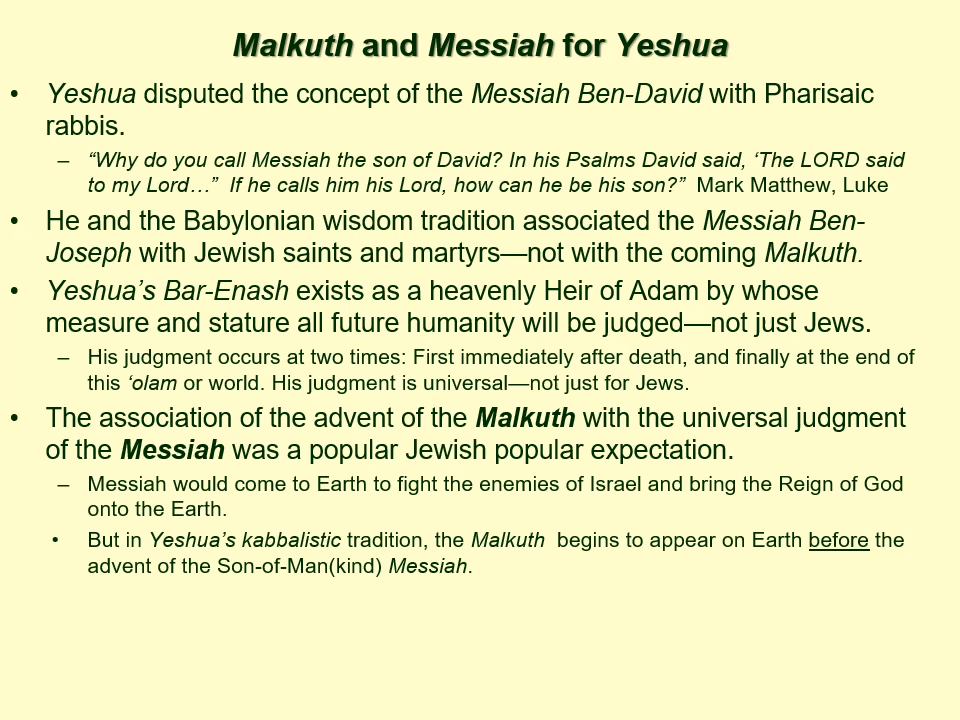 Malkuth and Messiah for Yeshua
• Yeshua disputed the concept of the Messiah Ben-David with Pharisaic
rabbis.
– “Why do you call Messiah the son of David? In his Psalms David said, ‘The LORD said
to my Lord…” If he calls him his Lord, how can he be his son?” Mark Matthew, Luke
• He and the Babylonian wisdom tradition associated the Messiah Ben-
Joseph with Jewish saints and martyrs—not with the coming Malkuth.
• Yeshua’s Bar-Enash exists as a heavenly Heir of Adam by whose
measure and stature all future humanity will be judged—not just Jews.
– His judgment occurs at two times: First immediately after death, and finally at the end of
this ‘olam or world. His judgment is universal—not just for Jews.
• The association of the advent of the Malkuth with the universal judgment
of the Messiah was a popular Jewish popular expectation.
– Messiah would come to Earth to fight the enemies of Israel and bring the Reign of God
onto the Earth.
• But in Yeshua’s kabbalistic tradition, the Malkuth begins to appear on Earth before the
advent of the Son-of-Man(kind) Messiah.